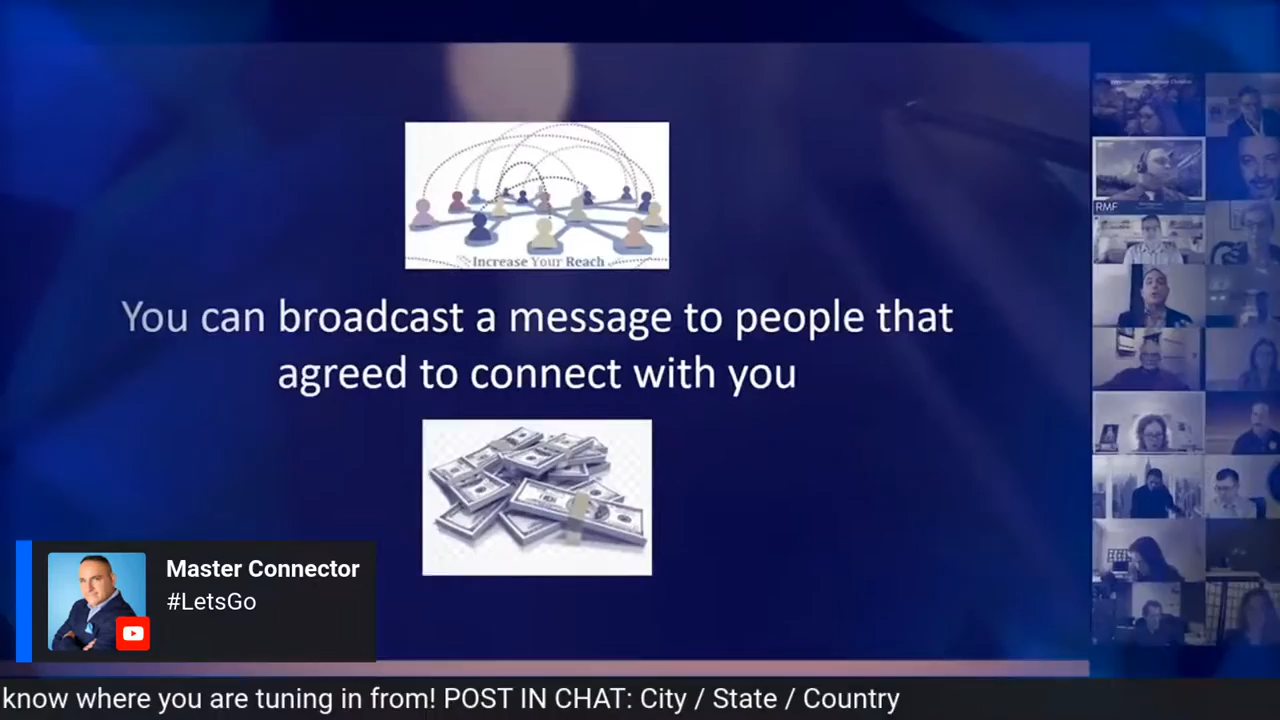 Increase Your Reach
You can broadcast a message to people that
agreed to connect with you
RMF
Master Connector
#LetsGo
know where you are tuning in from! POST IN CHAT: City / State / Country